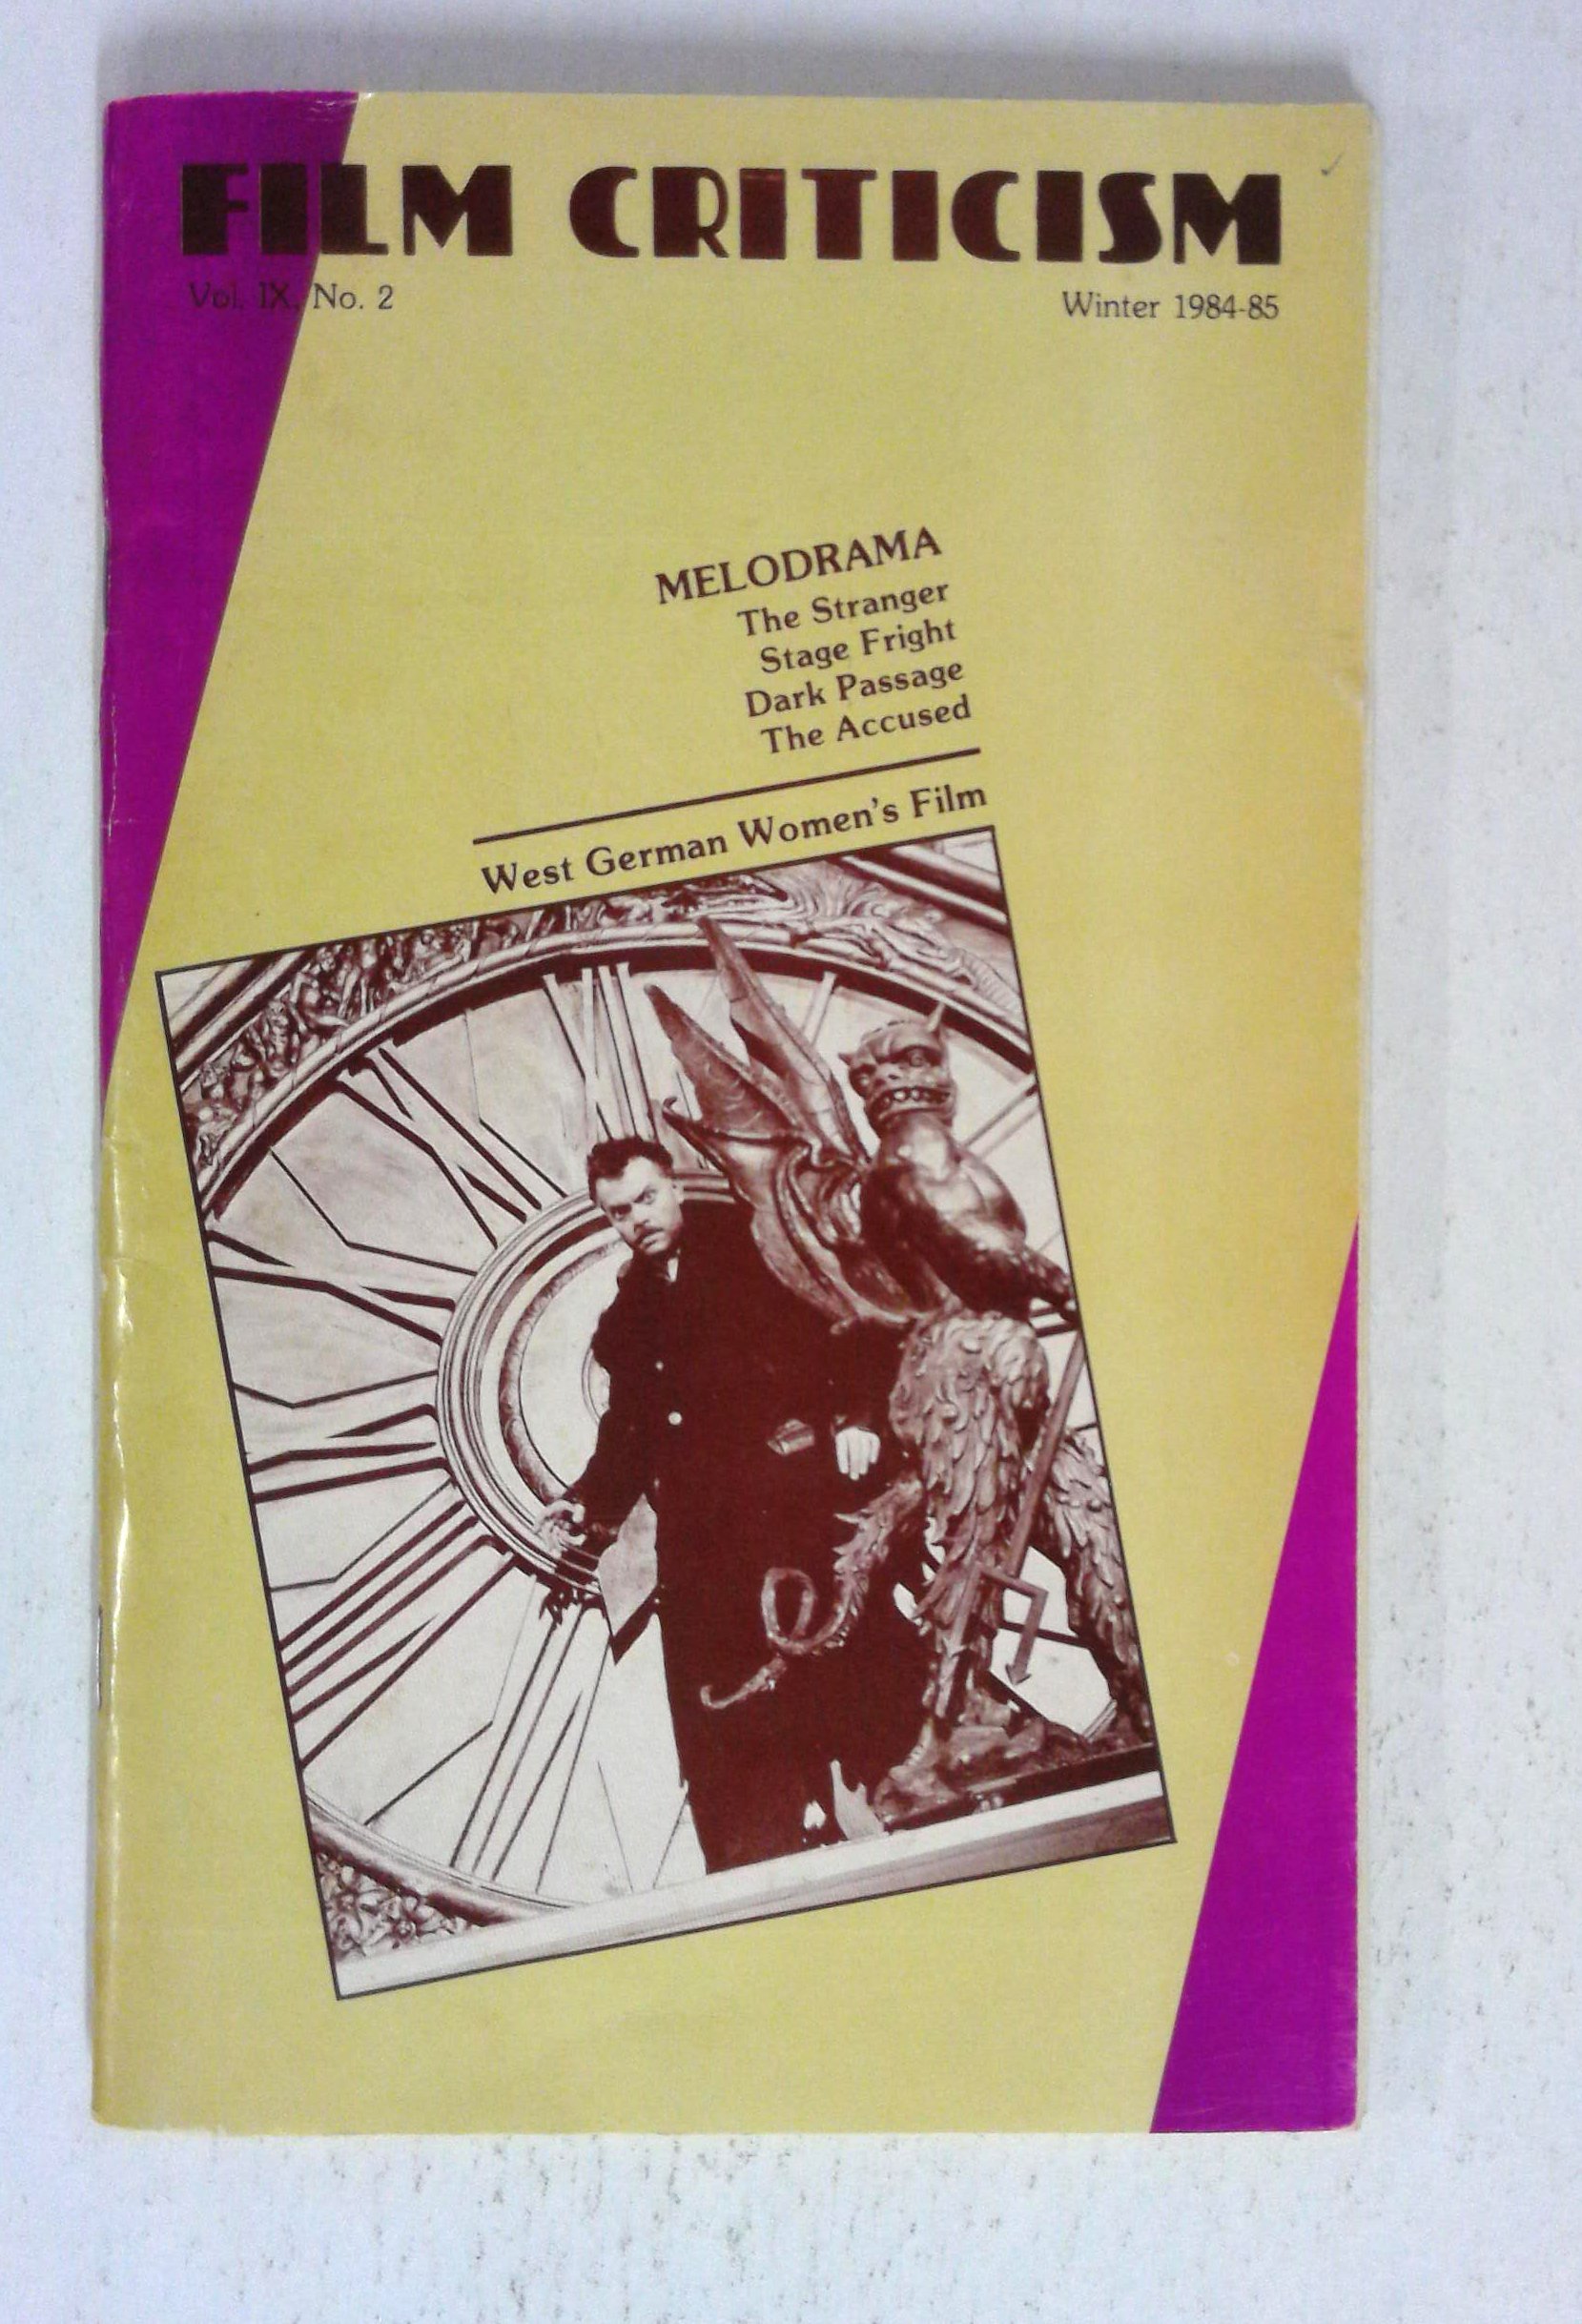 FILM CRITICISM
Vol. IX, No. 2
Winter 1984-85
MELODRAMA
The Stranger
Stage Fright
Dark Passage
The Accused
West German Women's Film